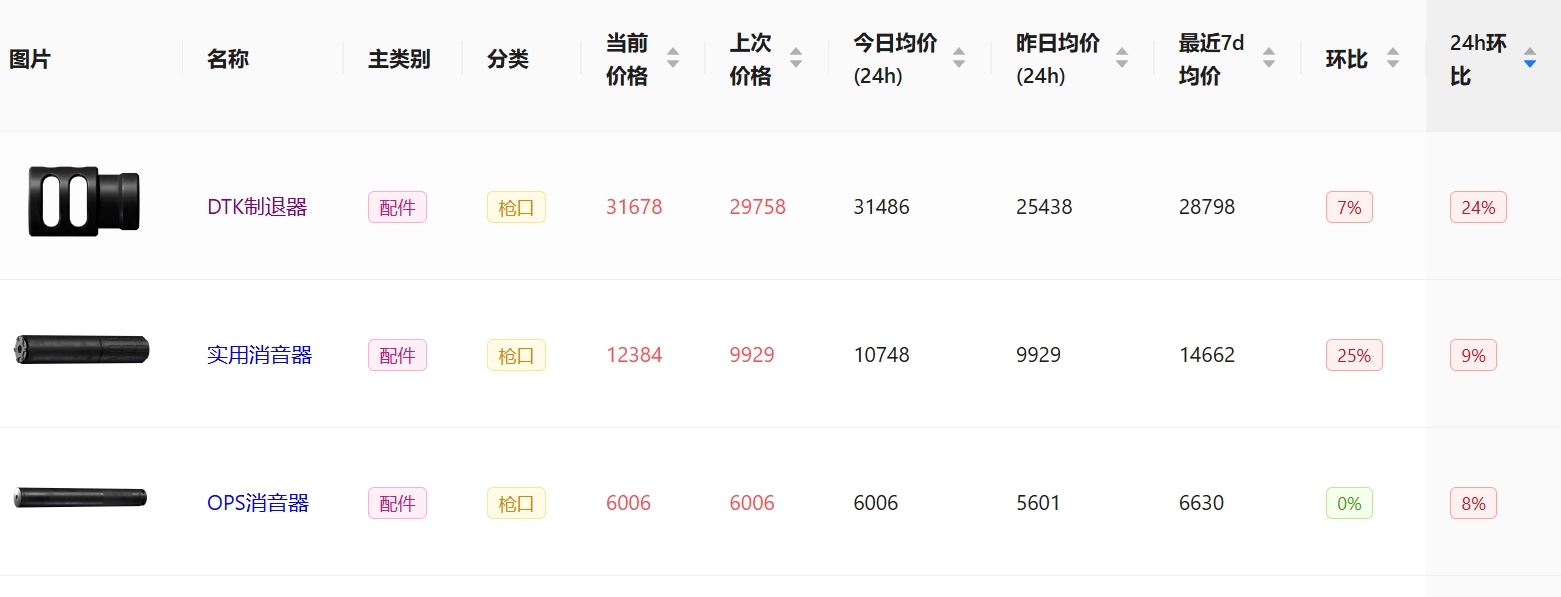 图片 名称 主类别 分类 当前价格 上次价格 今日均价(24h) 昨日均价(24h) 最近7d均价 环比 24h环比
DTK制退器 配件 枪口 31678 29758 31486 25438 28798 7% 24%
实用消音器 配件 枪口 12384 9929 10748 9929 14662 25% 9%
OPS消音器 配件 枪口 6006 6006 6006 5601 6630 0% 8%